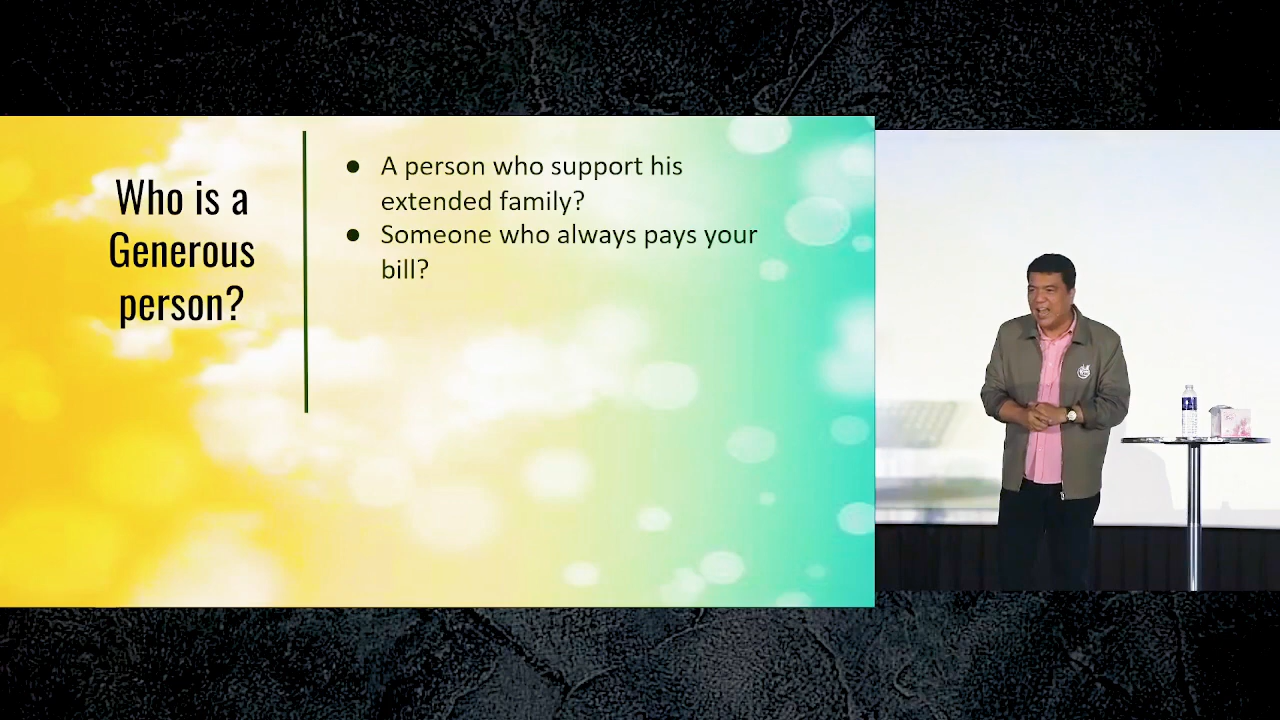 Who is a
Generous
person?
● A person who support his
extended family?
● Someone who always pays your
bill?